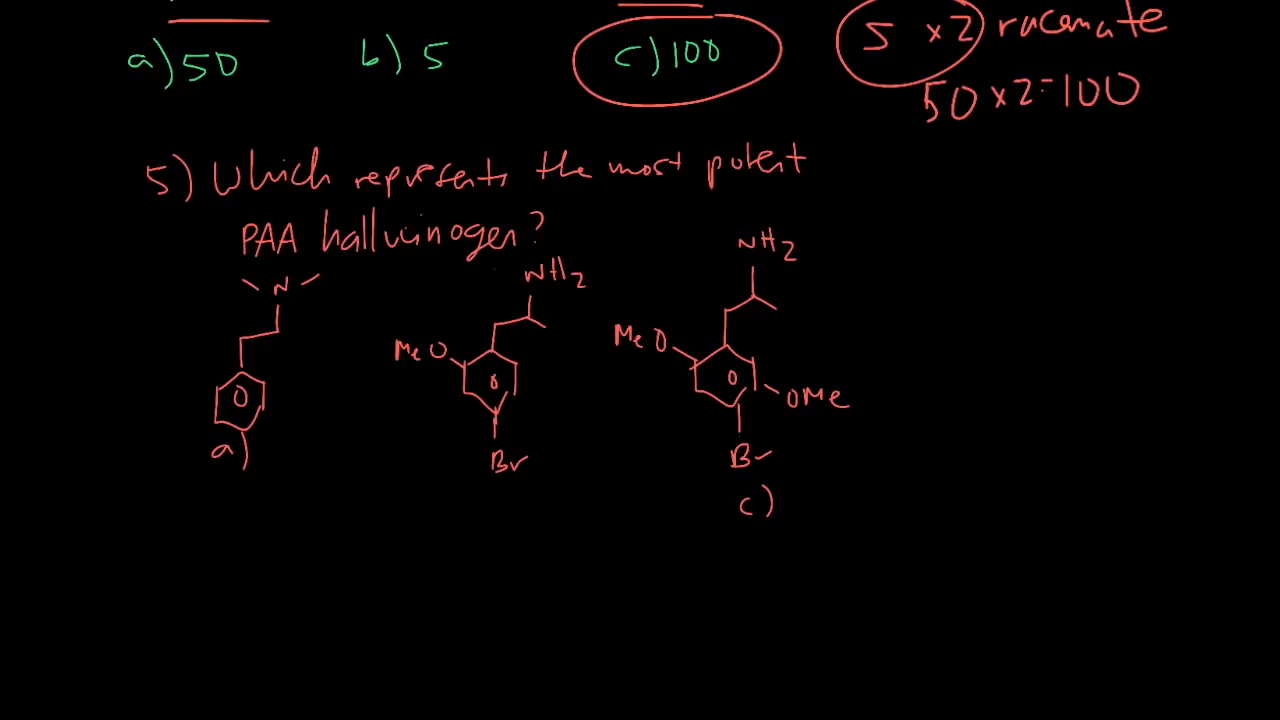 5 x2 racemate
a) 50 b) 5 c) 100
50 x 2 = 100
5) Which represents the most potent
PAA hallucinogen?
N
NH2
NH2
MeO
MeO
OMe
Br
Br
a)
c)